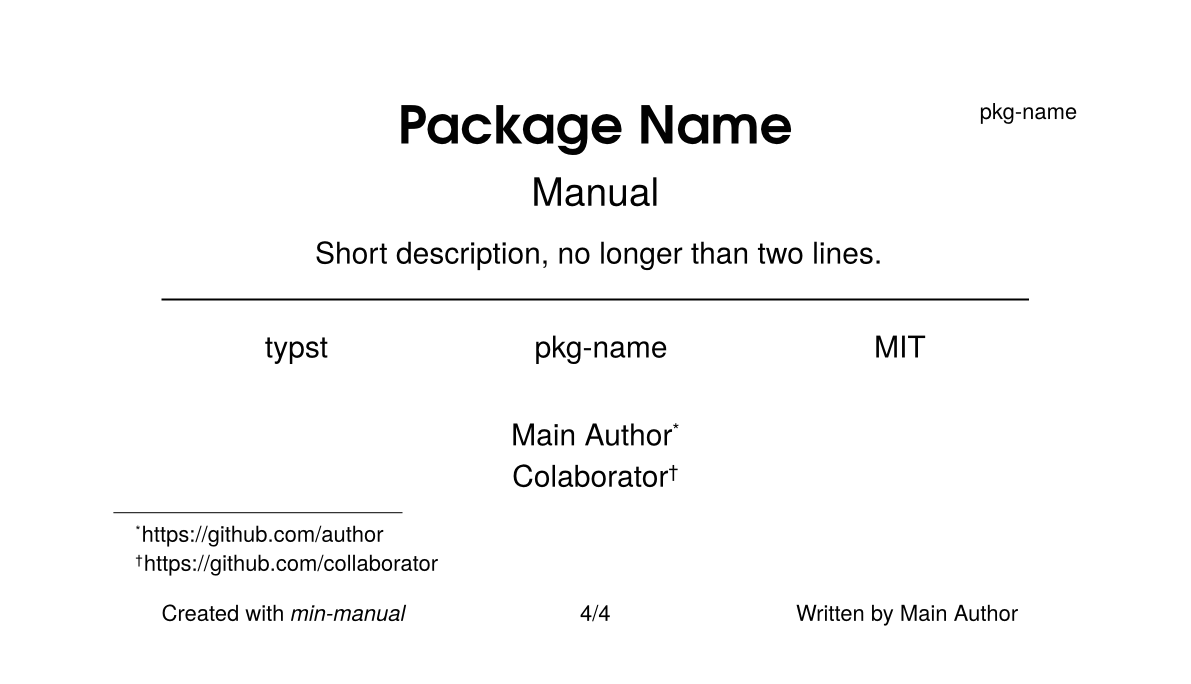 pkg-name
Package Name
Manual
Short description, no longer than two lines.
typst pkg-name MIT
Main Author*
Colaborator†
*https://github.com/author
†https://github.com/collaborator
Created with min-manual 4/4 Written by Main Author